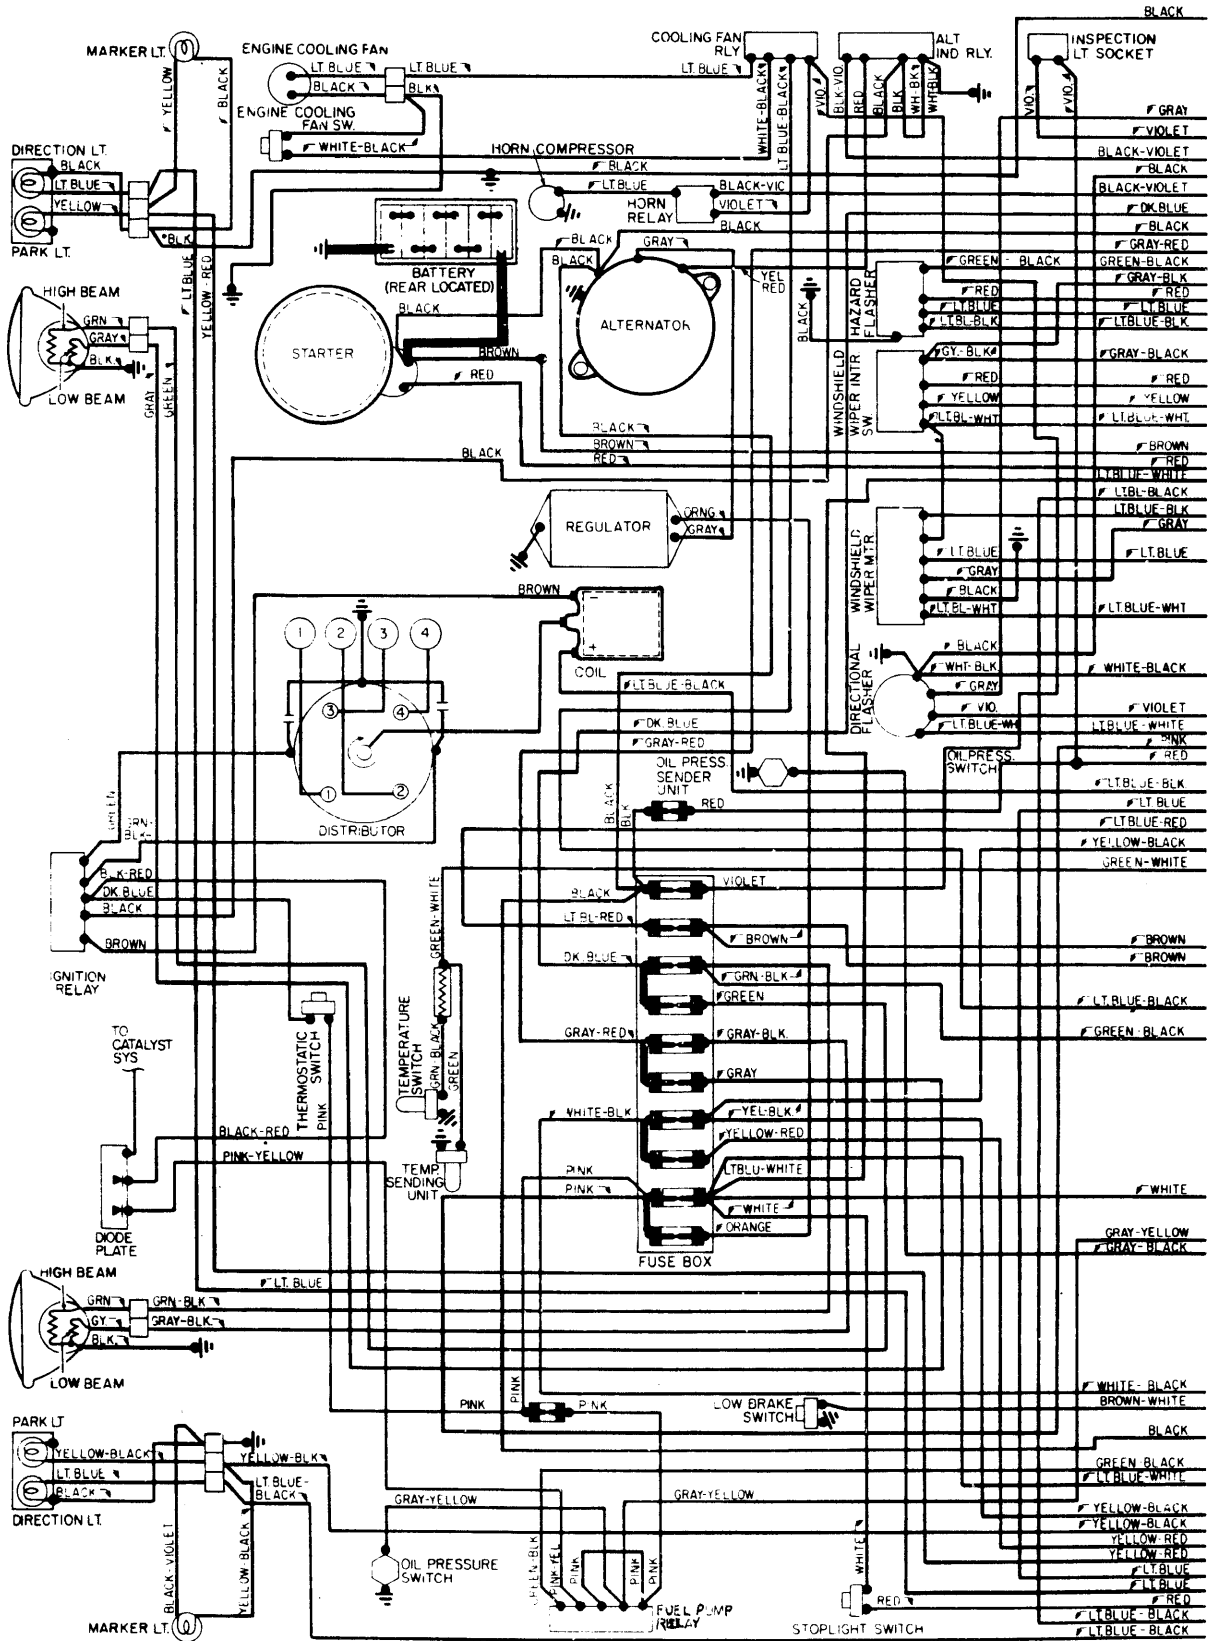 BLACK
MARKER LT.
ENGINE COOLING FAN
COOLING FAN
RLY
ALT
IND RLY.
INSPECTION
LT SOCKET
LT BLUE
LT. BLUE
LT. BLUE
BLACK
BLK
YELLOW
BLACK
WHITE-BLACK
LT BLUE-BLACK
VIO.
BLK-VIO.
RED
BLACK
BLK
WH-BK
WHT-BLK
VIO.
VIO.
ENGINE COOLING
FAN SW.
WHITE-BLACK
GRAY
VIOLET
BLACK-VIOLET
BLACK
BLACK-VIOLET
DK.BLUE
BLACK
GRAY-RED
GREEN-BLACK
GRAY-BLK
RED
LT.BLUE
LTBLUE-BLK
DIRECTION LT.
BLACK
LT BLUE
YELLOW
PARK LT.
BLK
HORN COMPRESSOR
BLACK
LT BLUE
HORN
RELAY
BLACK-VIO
VIOLET
BLACK
BLACK
BLACK
GRAY
YEL
RED
BATTERY
(REAR LOCATED)
BLACK
LT BLUE
YELLOW-RED
HIGH BEAM
GRN
GRAY
BLK.
LOW BEAM
GRAY
GREEN
STARTER
BROWN
RED
ALTERNATOR
BLACK
HAZARD
FLASHER
GREEN - BLACK
RED
LT.BLUE
LT.BL-BLK
WINDSHIELD
WIPER INTR.
SW.
GY.-BLK
RED
YELLOW
LT.BL-WHT
GRAY-BLACK
RED
YELLOW
LT.BLUE-WHT.
BLACK
BROWN
RED
BLACK
BROWN
RED
LT.BLUE-WHITE
LTBL-BLACK
LT.BLUE-BLK
GRAY
LT.BLUE
LT.BLUE-WHT
REGULATOR
ORNG
GRAY
WINDSHIELD
WIPER MTR.
LT.BLUE
GRAY
BLACK
LT.BL-WHT
BROWN
COIL
1
2
3
4
3
4
1
2
DISTRIBUTOR
DIRECTIONAL
FLASHER
BLACK
WHT-BLK.
GRAY
VIO.
LT.BLUE-WH
WHITE-BLACK
VIOLET
LT.BLUE-WHITE
PINK
RED
LT.BLUE-BLACK
DK.BLUE
GRAY-RED
OIL PRESS.
SENDER
UNIT
OIL PRESS.
SWITCH
LT.BLUE-BLK
LT BLUE
LT BLUE-RED
YELLOW-BLACK
GREEN-WHITE
RED
BLACK
BLK
GREEN
GRN-
BLK
BLK-RED
DK.BLUE
BLACK
BROWN
IGNITION
RELAY
GREEN-WHITE
BLACK
VIOLET
LT BL-RED
BROWN
DK.BLUE
GRN-BLK
GREEN
GRAY-RED
GRAY-BLK.
GRAY
WHITE-BLK
YEL-BLK.
YELLOW-RED
PINK
LTBLU-WHITE
PINK
WHITE
ORANGE
FUSE BOX
BROWN
BROWN
LT.BLUE-BLACK
GREEN-BLACK
WHITE
GRAY-YELLOW
GRAY-BLACK
TO
CATALYST
SYS
THERMOSTATIC
SWITCH
PINK
TEMPERATURE
SWITCH
GRN-BLACK
GREEN
BLACK-RED
PINK-YELLOW
TEMP.
SENDING
UNIT
DIODE
PLATE
HIGH BEAM
LT. BLUE
GRN
GRN-BLK
GY.
GRAY-BLK
BLK.
LOW BEAM
PINK
PINK
PINK
LOW BRAKE
SWITCH
WHITE-BLACK
BROWN-WHITE
BLACK
GREEN-BLACK
LT.BLUE-WHITE
YELLOW-BLACK
YELLOW-BLACK
YELLOW-RED
YELLOW-RED
LT.BLUE
LT.BLUE
RED
LT.BLUE-BLACK
LT.BLUE-BLACK
PARK LT
YELLOW-BLACK
YELLOW-BLK
LT BLUE
LT.BLUE-
BLACK
BLACK
DIRECTION LT.
GRAY-YELLOW
GRAY-YELLOW
BLACK-VIOLET
YELLOW-BLACK
OIL PRESSURE
SWITCH
GREEN-BLK
PINK-YEL
PINK
PINK
PINK
WHITE
RED
MARKER LT.
FUEL PUMP
RELAY
STOPLIGHT SWITCH